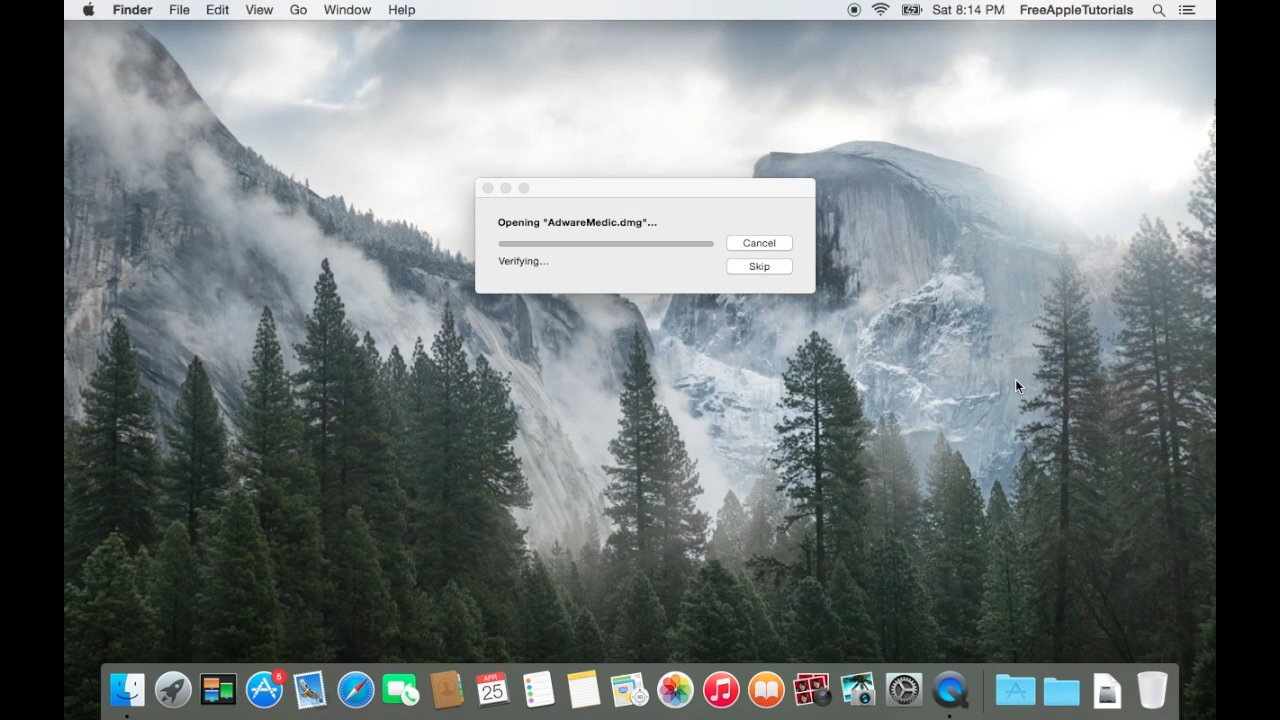 Finder File Edit View Go Window Help Sat 8:14 PM FreeAppleTutorials
Opening "AdwareMedic.dmg"...
Cancel
Verifying...
Skip
5
APR
25